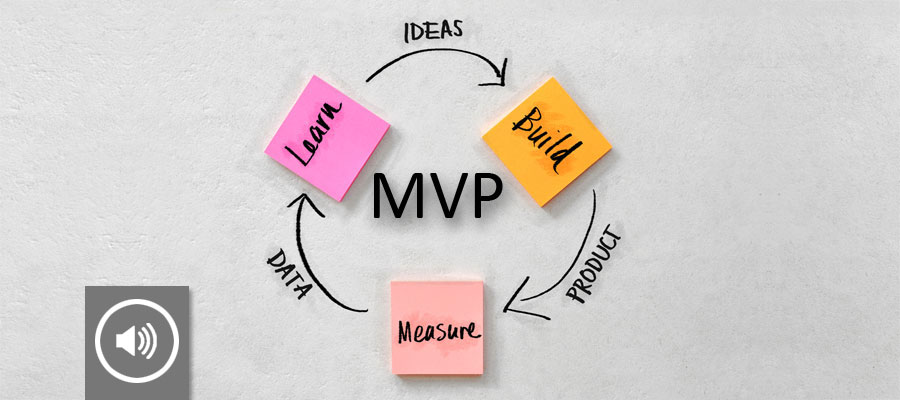 IDEAS
Learn
Build
MVP
DATA
PRODUCT
Measure